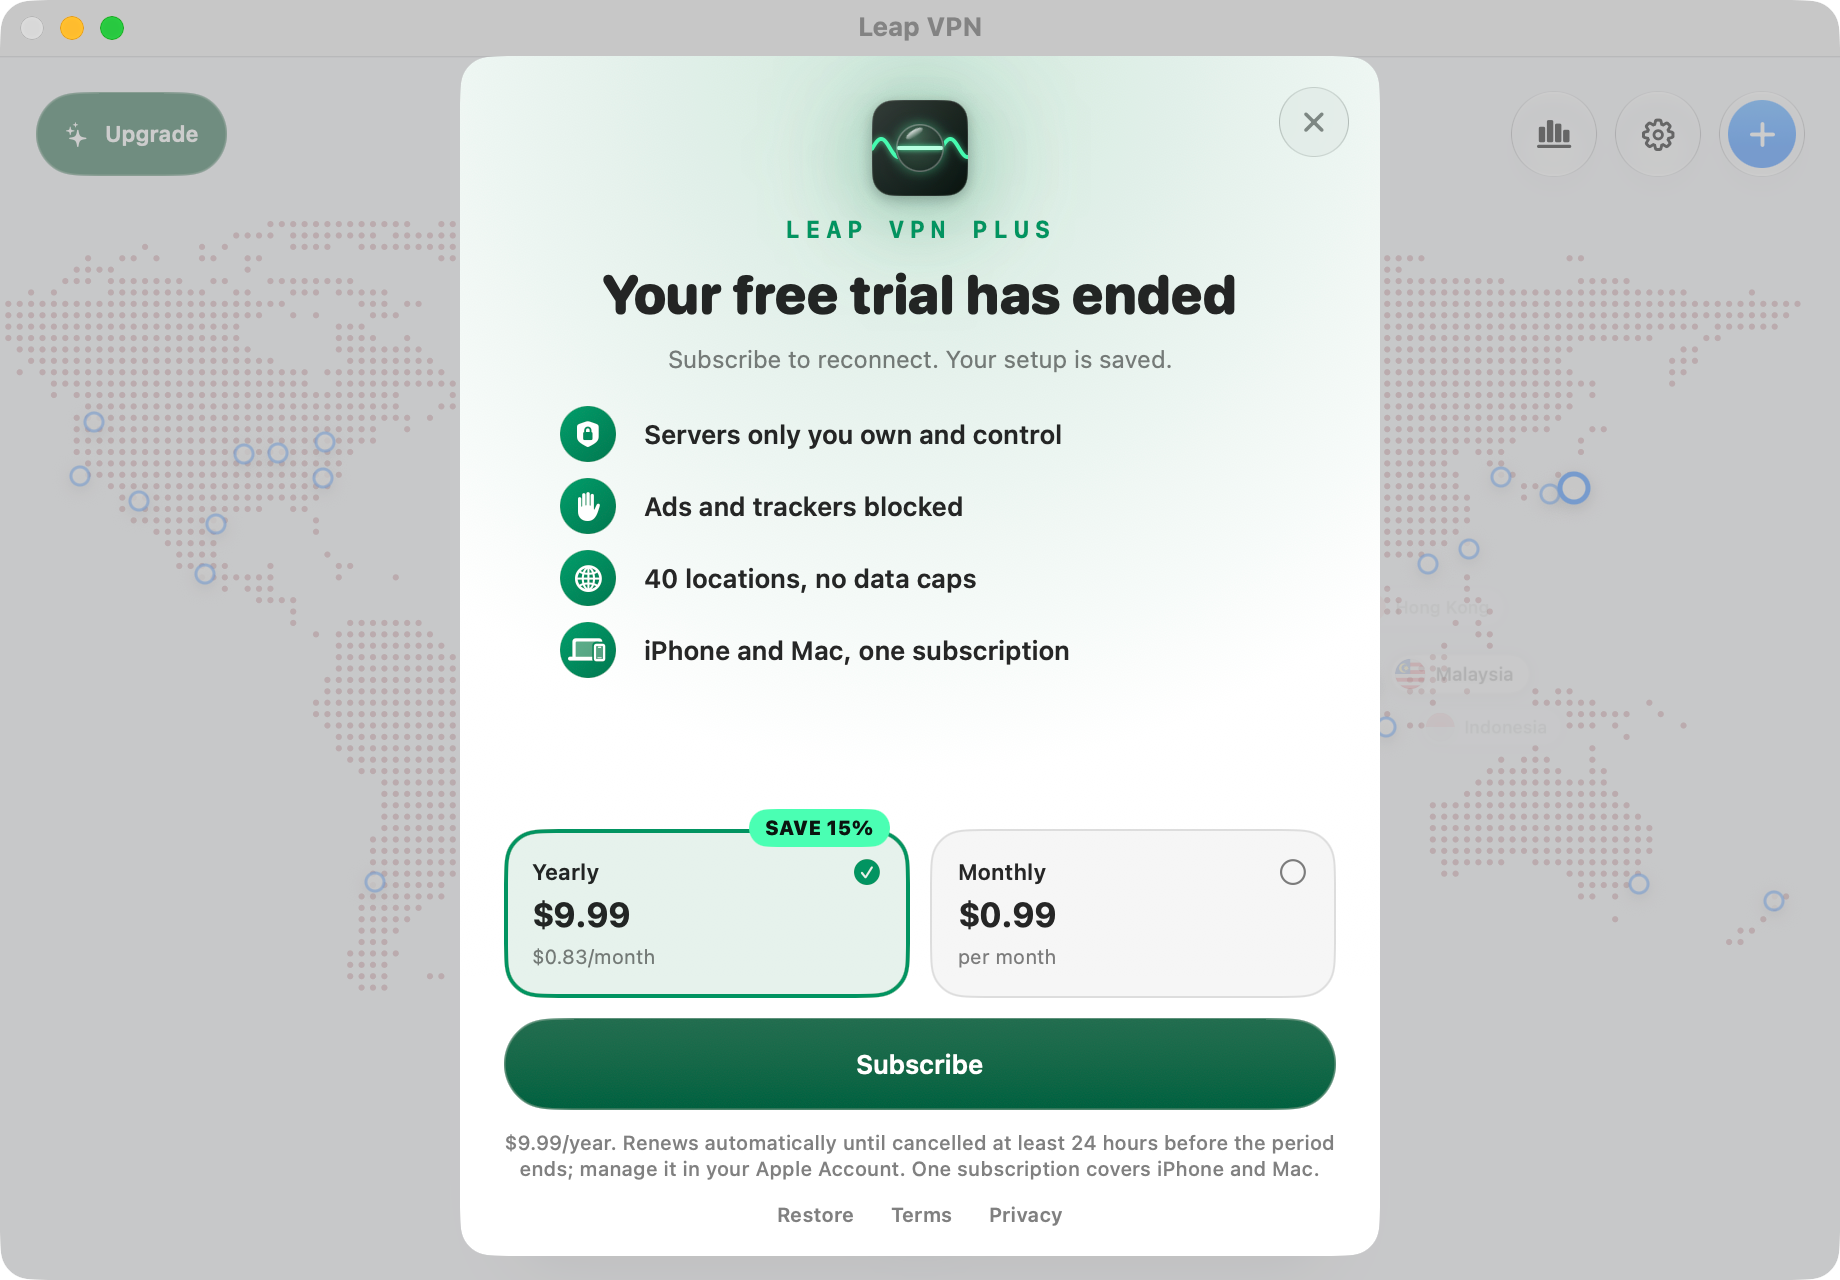 Leap VPN
Upgrade
LEAP VPN PLUS
Your free trial has ended
Subscribe to reconnect. Your setup is saved.
Servers only you own and control
Ads and trackers blocked
40 locations, no data caps
iPhone and Mac, one subscription
Hong Kong
Malaysia
Indonesia
SAVE 15%
Yearly
$9.99
$0.83/month
Monthly
$0.99
per month
Subscribe
$9.99/year. Renews automatically until cancelled at least 24 hours before the period
ends; manage it in your Apple Account. One subscription covers iPhone and Mac.
Restore Terms Privacy